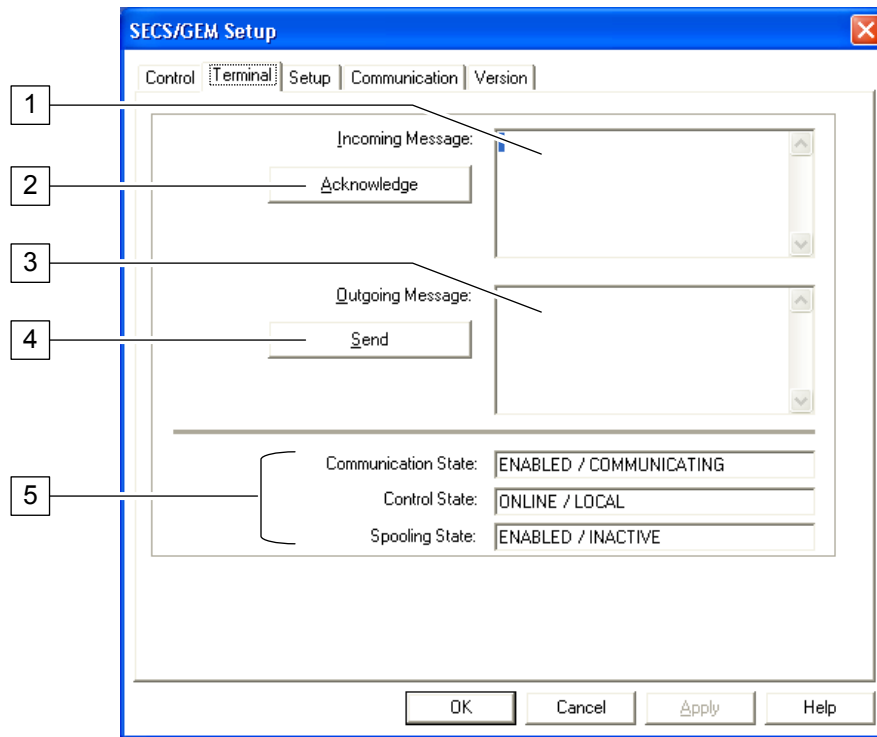 SECS/GEM Setup
Control Terminal Setup Communication Version
1
Incoming Message:
2
Acknowledge
3
Outgoing Message:
4
Send
5
Communication State: ENABLED / COMMUNICATING
Control State: ONLINE / LOCAL
Spooling State: ENABLED / INACTIVE
OK Cancel Apply Help